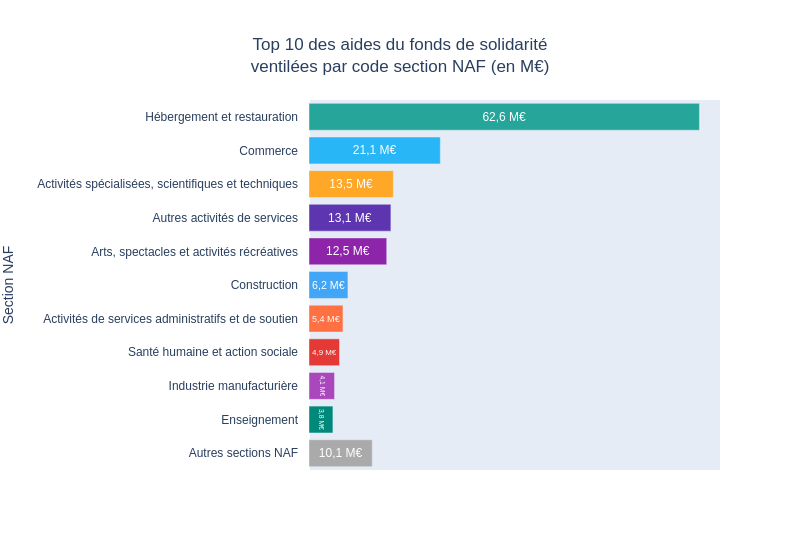 Top 10 des aides du fonds de solidarité
ventilées par code section NAF (en M€)
Section NAF
Hébergement et restauration 62,6 M€
Commerce 21,1 M€
Activités spécialisées, scientifiques et techniques 13,5 M€
Autres activités de services 13,1 M€
Arts, spectacles et activités récréatives 12,5 M€
Construction 6,2 M€
Activités de services administratifs et de soutien 5,4 M€
Santé humaine et action sociale 4,9 M€
Industrie manufacturière 4,1 M€
Enseignement 3,8 M€
Autres sections NAF 10,1 M€